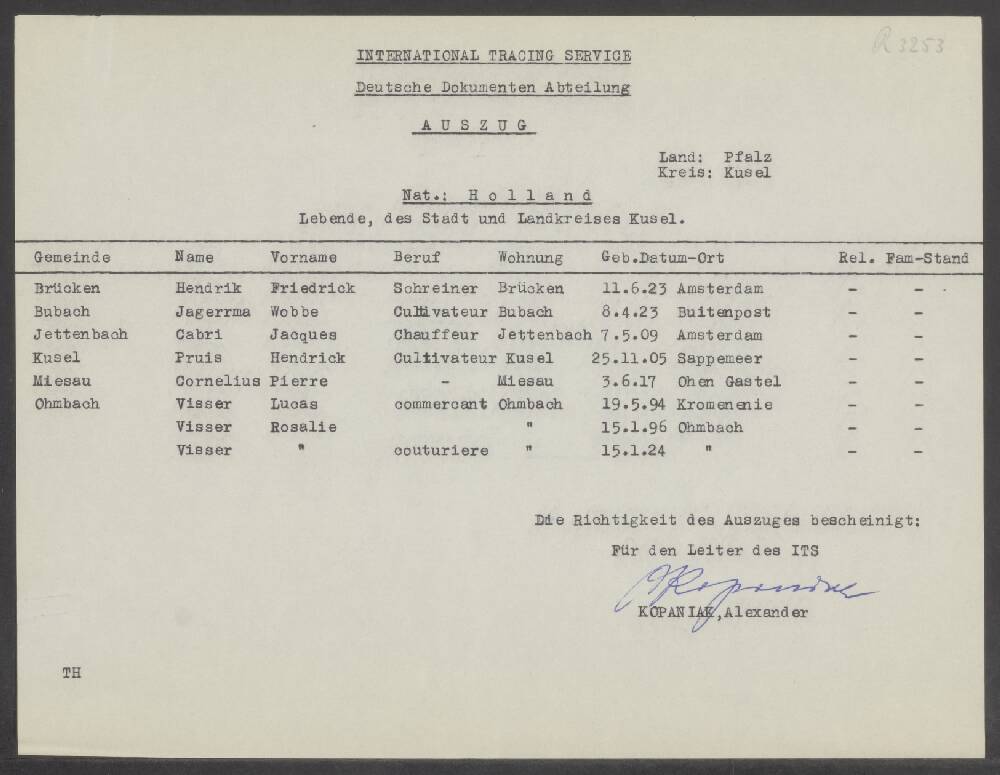 R 3253
INTERNATIONAL TRACING SERVICE
Deutsche Dokumenten Abteilung
A U S Z U G
Land: Pfalz
Kreis: Kusel
Nat.: H o l l a n d
Lebende, des Stadt und Landkreises Kusel.
Gemeinde Name Vorname Beruf Wohnung Geb.Datum-Ort Rel. Fam-Stand
Brücken Hendrik Friedrick Schreiner Brücken 11.6.23 Amsterdam - -
Bubach Jagerrma Wobbe Cultivateur Bubach 8.4.23 Buitenpost - -
Jettenbach Cabri Jacques Chauffeur Jettenbach 7.5.09 Amsterdam - -
Kusel Pruis Hendrick Cultivateur Kusel 25.11.05 Sappemeer - -
Miesau Cornelius Pierre - Miesau 3.6.17 Ohen Gastel - -
Ohmbach Visser Lucas commercant Ohmbach 19.5.94 Kromenenie - -
Visser Rosalie " 15.1.96 Ohmbach - -
Visser " couturiere " 15.1.24 " - -
Die Richtigkeit des Auszuges bescheinigt:
Für den Leiter des ITS
KOPANIAK,Alexander
TH